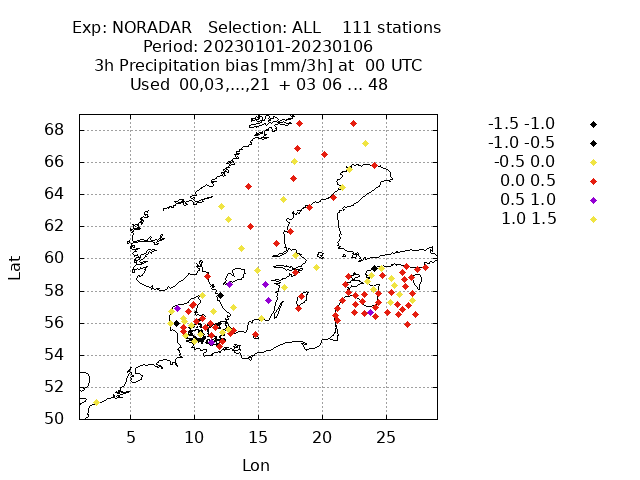 Exp: NORADAR Selection: ALL 111 stations
Period: 20230101-20230106
3h Precipitation bias [mm/3h] at 00 UTC
Used 00,03,...,21 + 03 06 ... 48
-1.5 -1.0
-1.0 -0.5
-0.5 0.0
0.0 0.5
0.5 1.0
1.0 1.5
68
66
64
62
60
58
56
54
52
50
Lat
5 10 15 20 25
Lon